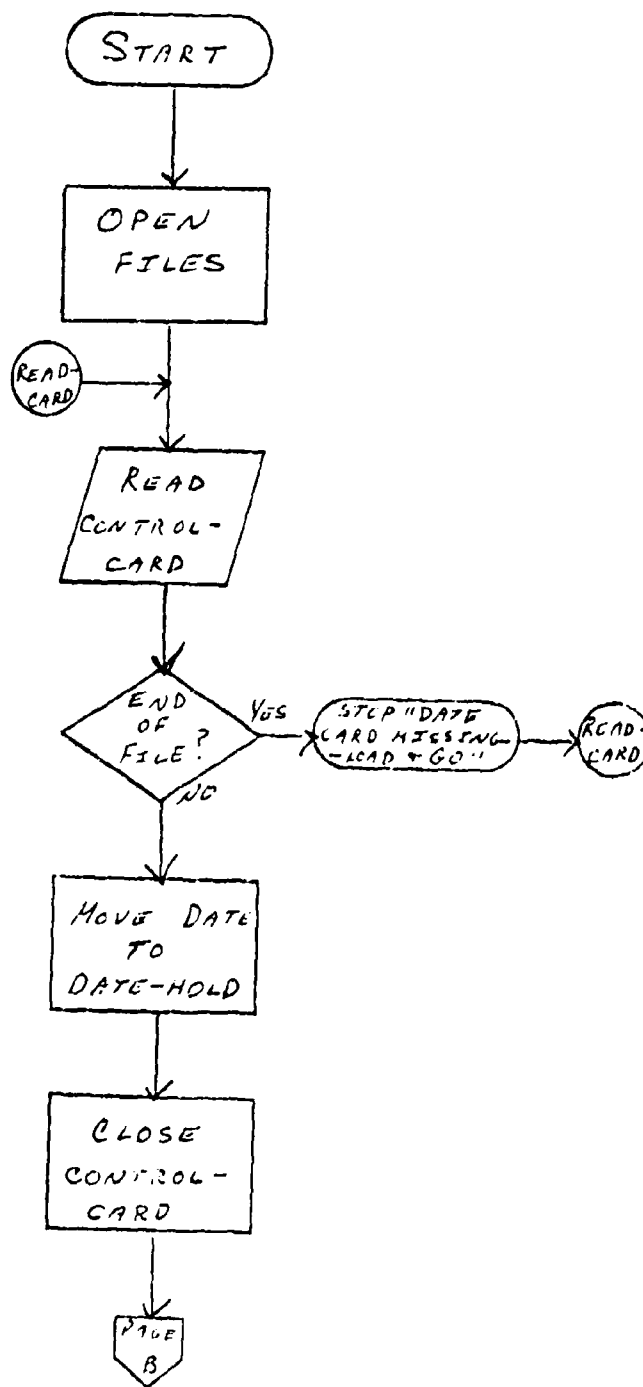 START
OPEN
FILES
READ-
CARD
READ
CONTROL-
CARD
END
OF
FILE?
YES
STOP "DATE
CARD MISSING
-LOAD & GO"
READ-
CARD
NO
MOVE DATE
TO
DATE-HOLD
CLOSE
CONTROL-
CARD
PAGE
B